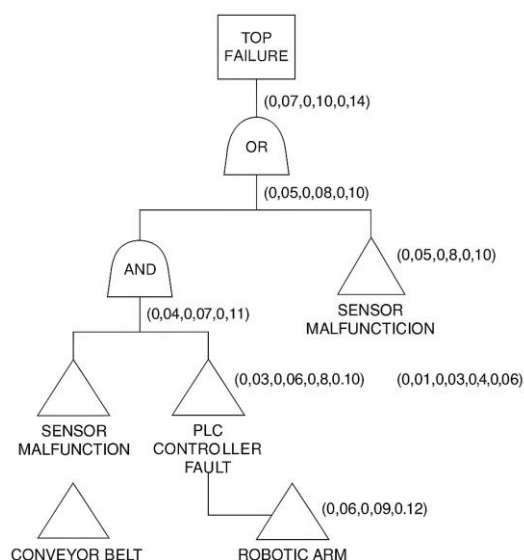 TOP
FAILURE
(0,07,0,10,0,14)
OR
(0,05,0,08,0,10)
AND
(0,05,0,8,0,10)
SENSOR
MALFUNCTICION
(0,04,0,07,0,11)
(0,03,0,06,0,8,0.10)
(0,01,0,03,0,4,0,06)
SENSOR
MALFUNCTION
PLC
CONTROLLER
FAULT
(0,06,0,09,0.12)
CONVEYOR BELT
ROBOTIC ARM